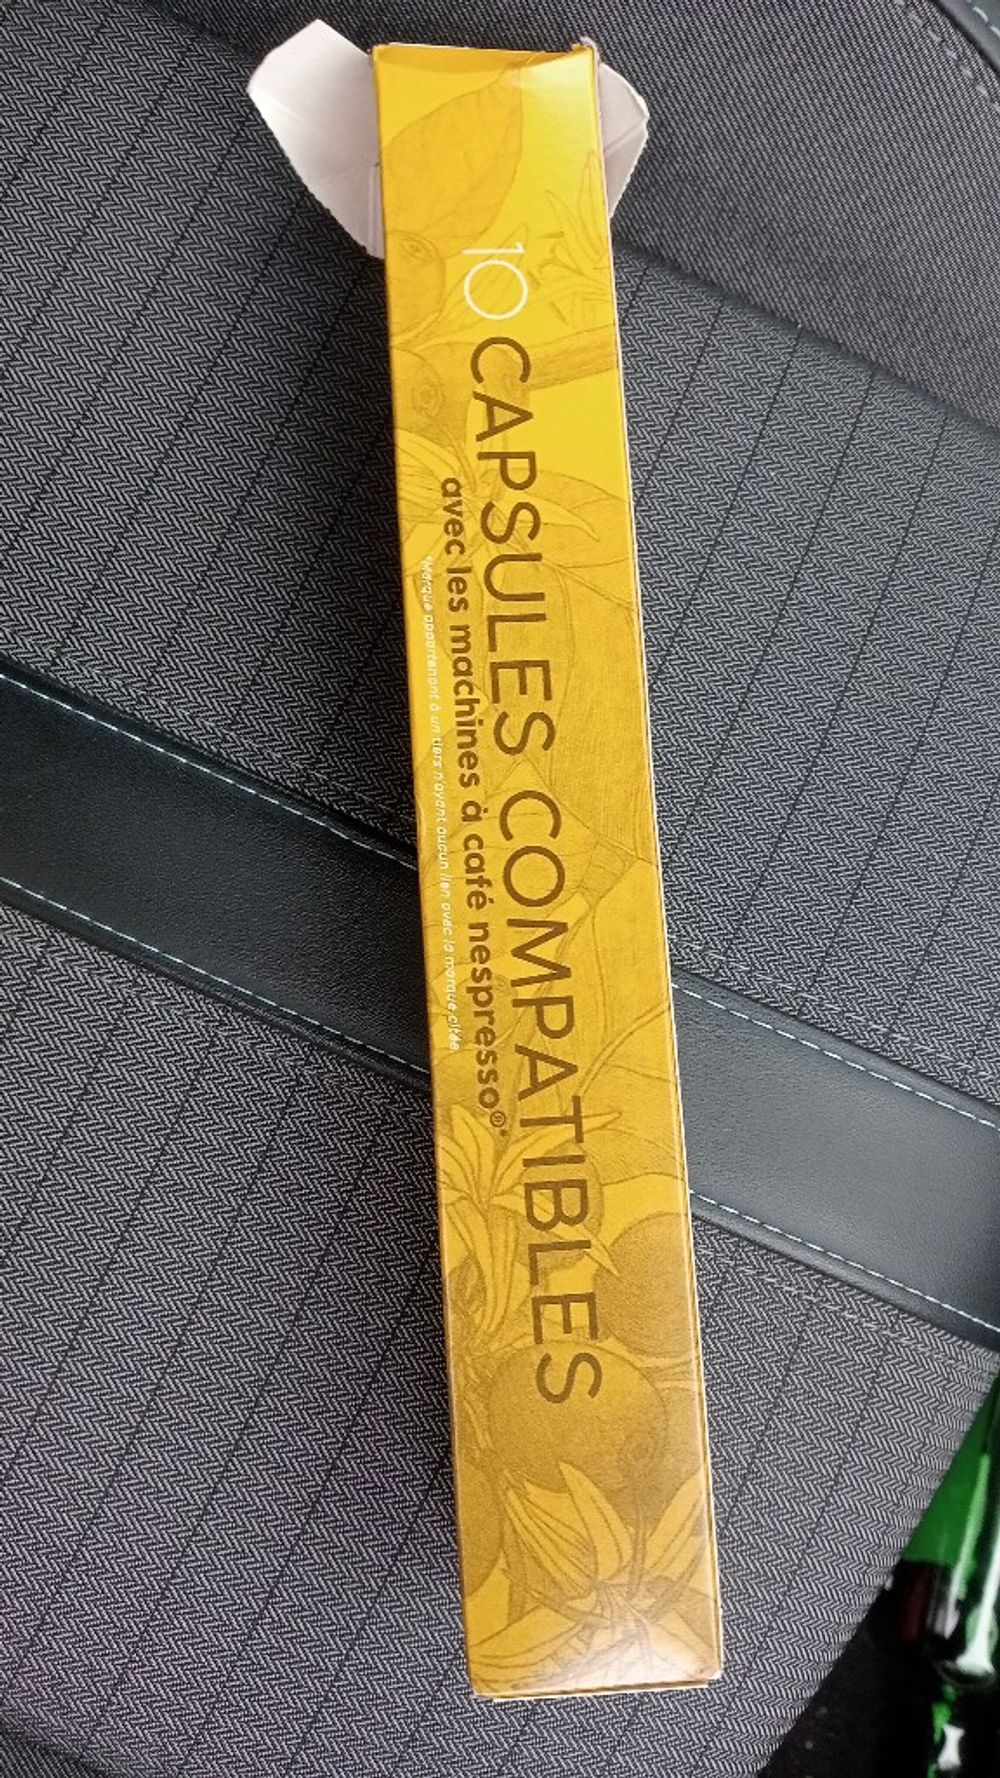 10 CAPSULES COMPATIBLES
avec les machines à café nespresso®*
*Marque appartenant à un tiers n'ayant aucun lien avec la marque citée